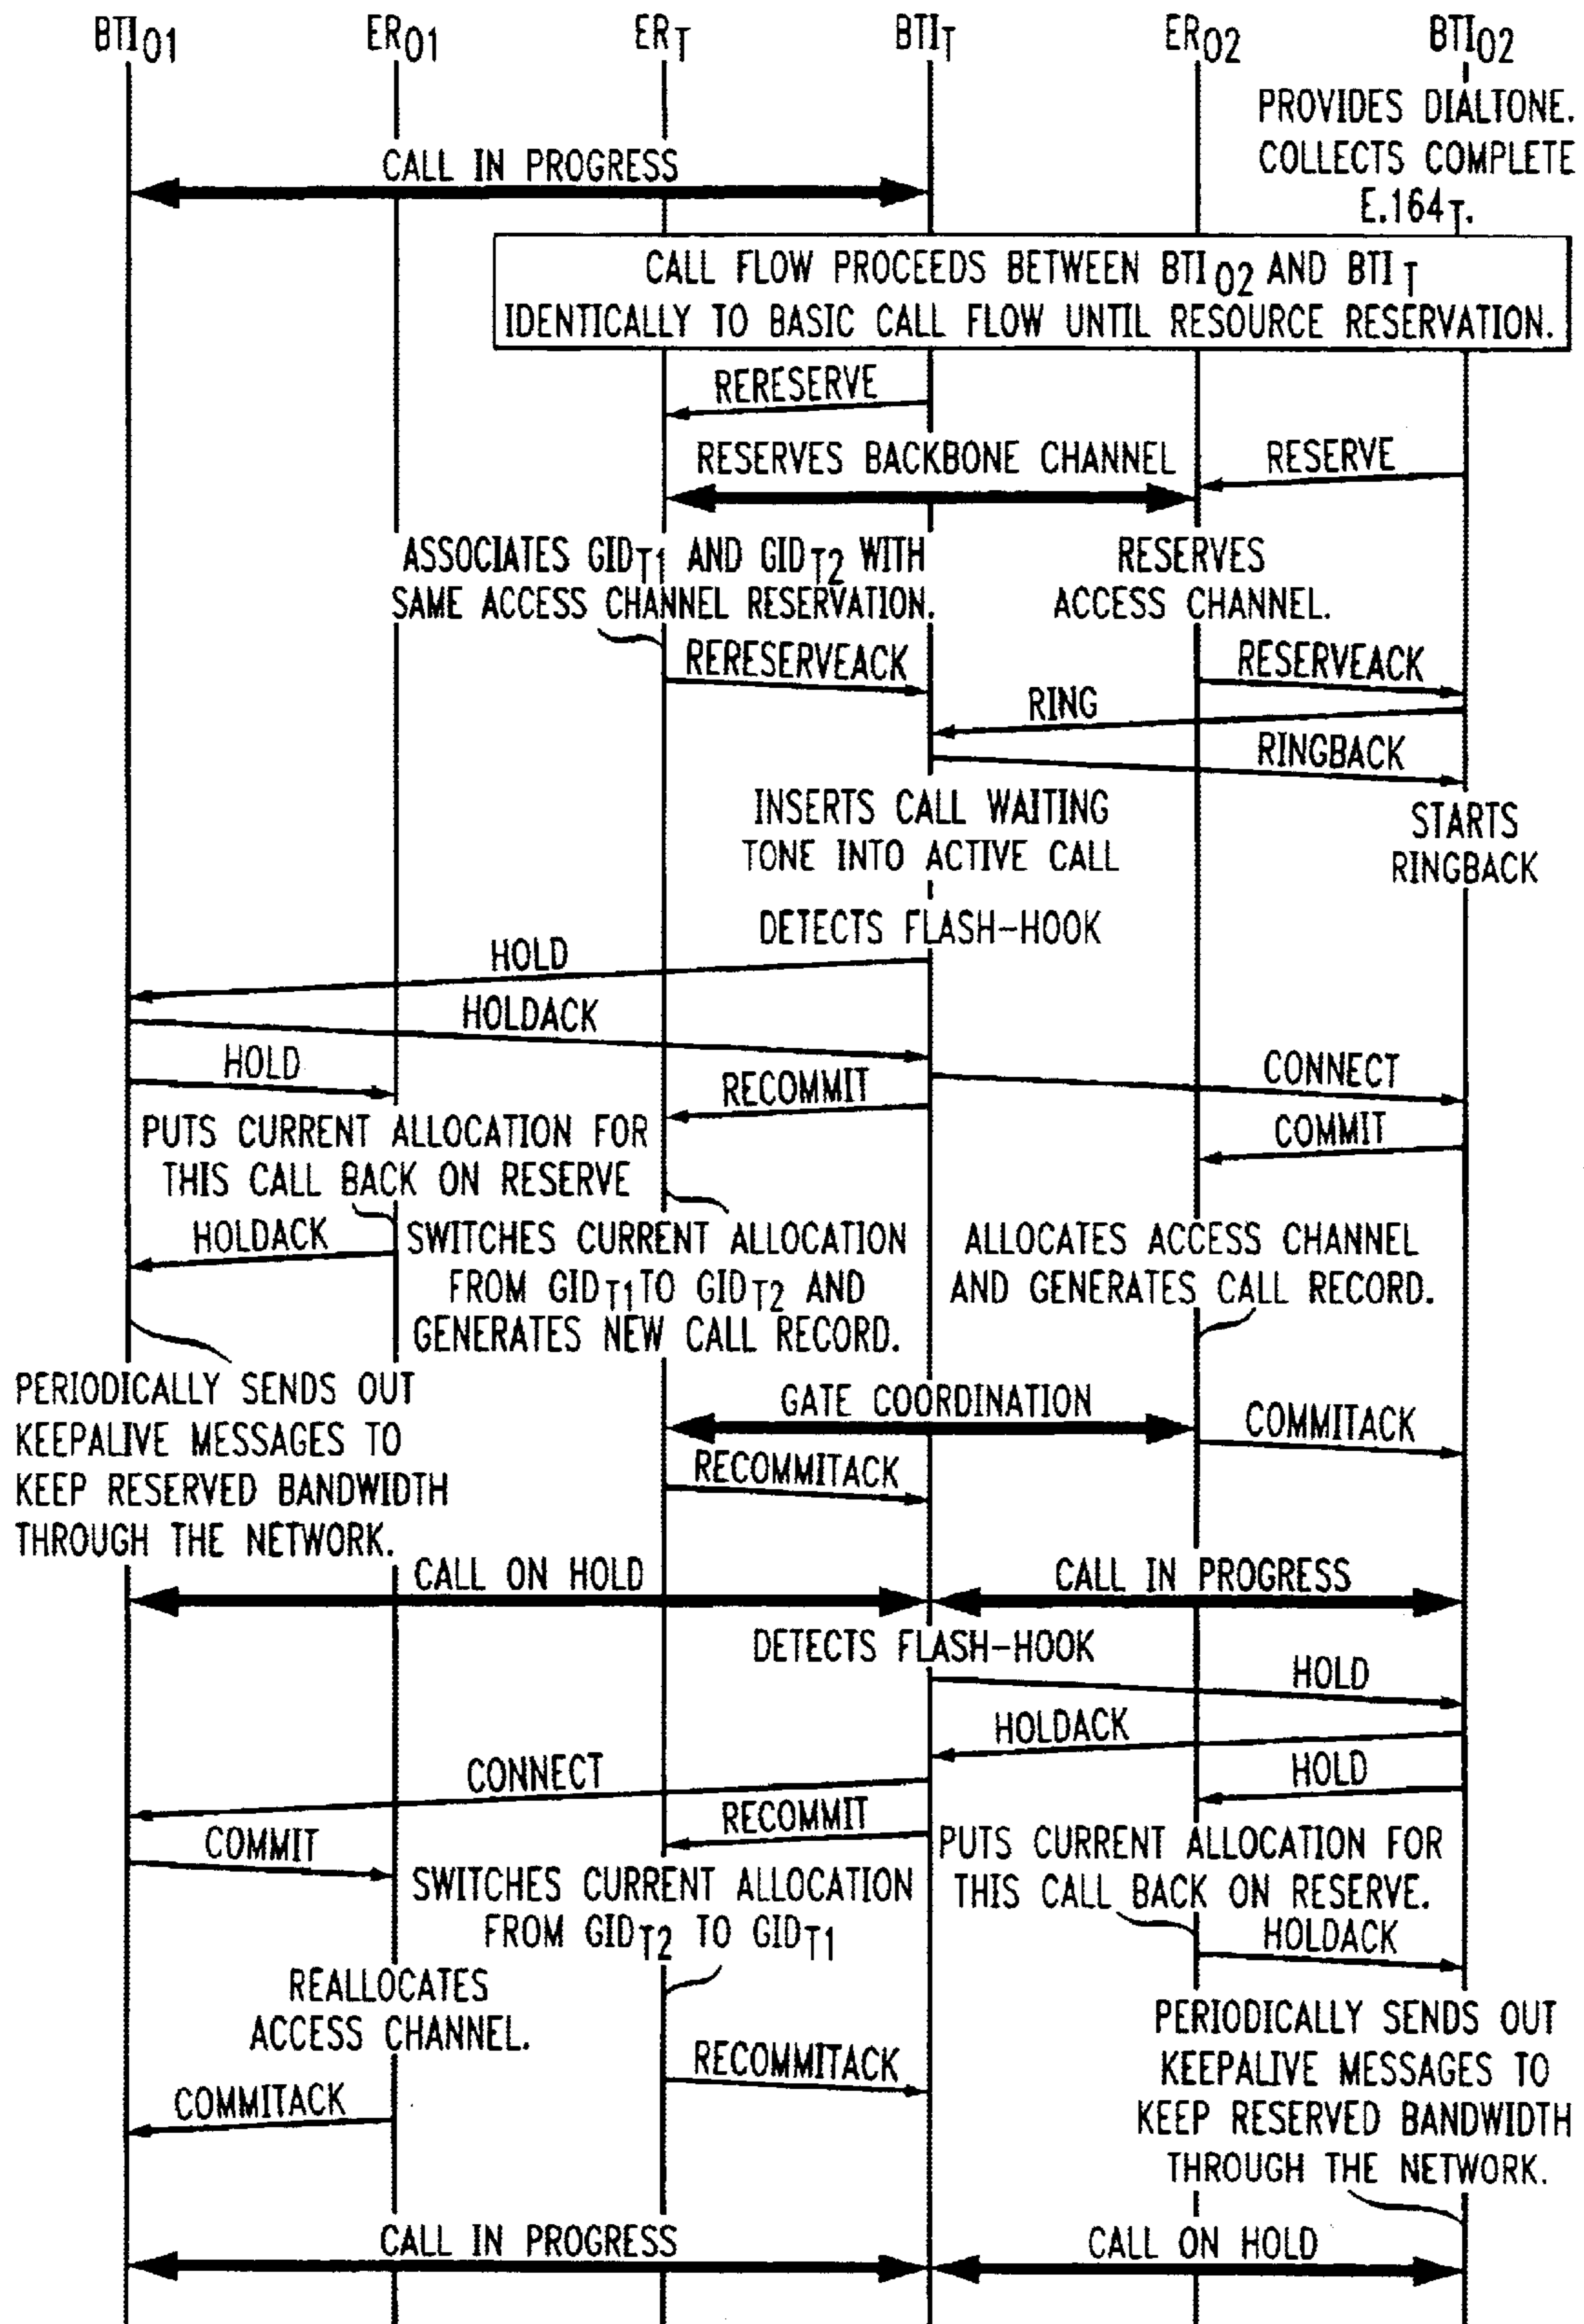 BTI01 ER01 ERT BTIT ER02 BTI02
PROVIDES DIALTONE.
COLLECTS COMPLETE
E.164T.
CALL IN PROGRESS
CALL FLOW PROCEEDS BETWEEN BTI02 AND BTIT
IDENTICALLY TO BASIC CALL FLOW UNTIL RESOURCE RESERVATION.
RERESERVE
RESERVES BACKBONE CHANNEL
RESERVE
ASSOCIATES GIDT1 AND GIDT2 WITH
SAME ACCESS CHANNEL RESERVATION.
RESERVES
ACCESS CHANNEL.
RERESERVEACK
RESERVEACK
RING
RINGBACK
INSERTS CALL WAITING
TONE INTO ACTIVE CALL
STARTS
RINGBACK
DETECTS FLASH-HOOK
HOLD
HOLDACK
HOLD
CONNECT
RECOMMIT
COMMIT
PUTS CURRENT ALLOCATION FOR
THIS CALL BACK ON RESERVE
HOLDACK
SWITCHES CURRENT ALLOCATION
FROM GIDT1 TO GIDT2 AND
GENERATES NEW CALL RECORD.
ALLOCATES ACCESS CHANNEL
AND GENERATES CALL RECORD.
PERIODICALLY SENDS OUT
KEEPALIVE MESSAGES TO
KEEP RESERVED BANDWIDTH
THROUGH THE NETWORK.
GATE COORDINATION
COMMITACK
RECOMMITACK
CALL ON HOLD
CALL IN PROGRESS
DETECTS FLASH-HOOK
HOLD
HOLDACK
CONNECT
HOLD
RECOMMIT
COMMIT
PUTS CURRENT ALLOCATION FOR
THIS CALL BACK ON RESERVE.
SWITCHES CURRENT ALLOCATION
FROM GIDT2 TO GIDT1
HOLDACK
REALLOCATES
ACCESS CHANNEL.
RECOMMITACK
COMMITACK
PERIODICALLY SENDS OUT
KEEPALIVE MESSAGES TO
KEEP RESERVED BANDWIDTH
THROUGH THE NETWORK.
CALL IN PROGRESS
CALL ON HOLD